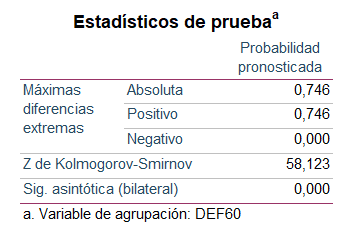 Estadísticos de pruebaª
Probabilidad
pronosticada
Máximas
diferencias
extremas
Absoluta 0,746
Positivo 0,746
Negativo 0,000
Z de Kolmogorov-Smirnov 58,123
Sig. asintótica (bilateral) 0,000
a. Variable de agrupación: DEF60